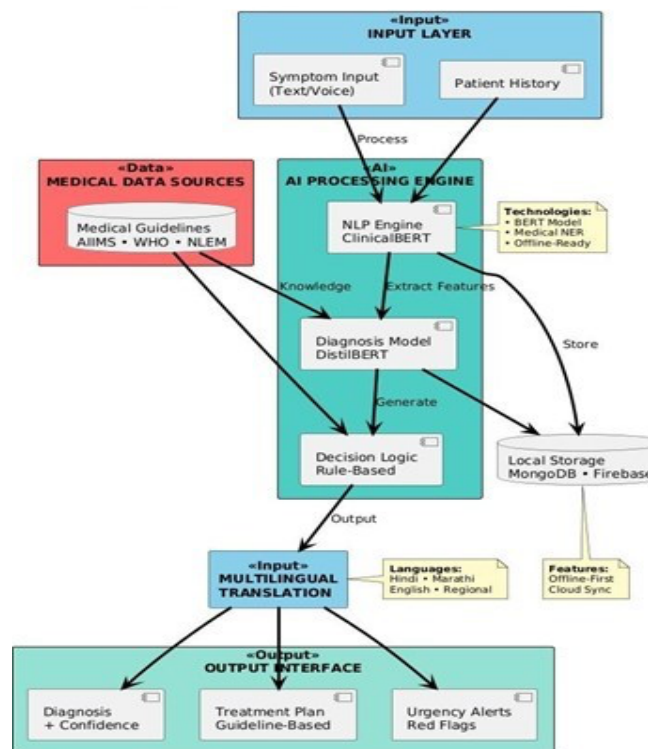 «Input»
INPUT LAYER
Symptom Input
(Text/Voice)
Patient History
Process
«Data»
MEDICAL DATA SOURCES
Medical Guidelines
AIIMS • WHO • NLEM
«AI»
AI PROCESSING ENGINE
NLP Engine
ClinicalBERT
Technologies:
• BERT Model
• Medical NER
• Offline-Ready
Knowledge
Extract Features
Diagnosis Model
DistilBERT
Store
Generate
Decision Logic
Rule-Based
Local Storage
MongoDB • Firebase
Output
«Input»
MULTILINGUAL
TRANSLATION
Languages:
Hindi • Marathi
English • Regional
Features:
Offline-First
Cloud Sync
«Output»
OUTPUT INTERFACE
Diagnosis
+ Confidence
Treatment Plan
Guideline-Based
Urgency Alerts
Red Flags